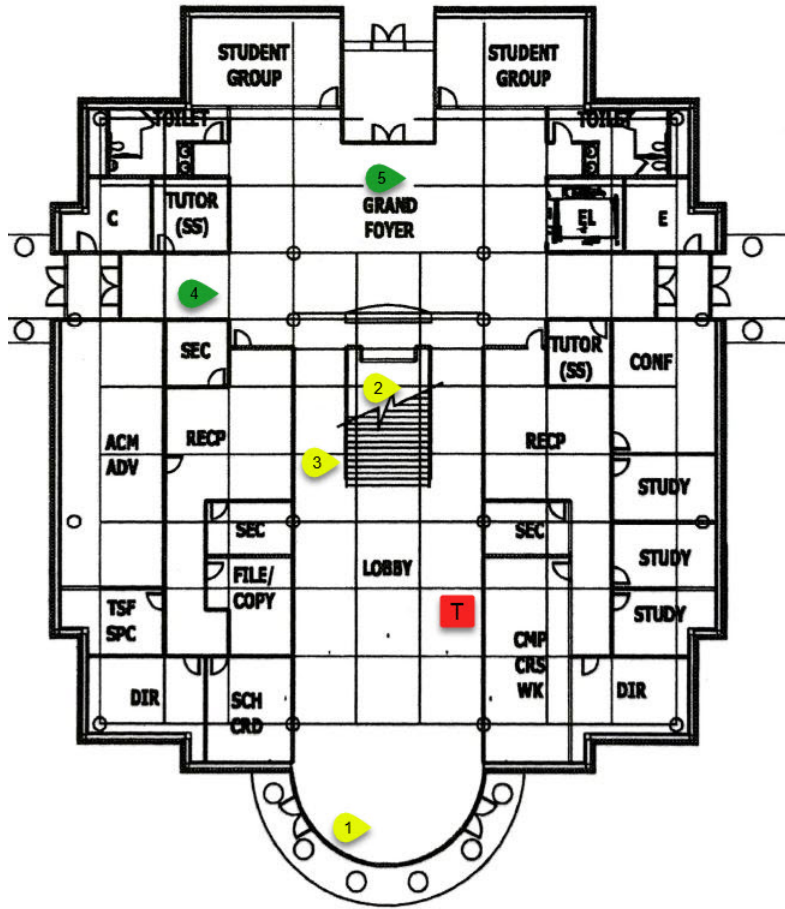 STUDENT
GROUP
STUDENT
GROUP
TOILET
TOILET
5
C
TUTOR
(SS)
GRAND
FOYER
EL
E
4
SEC
TUTOR
(SS)
CONF
2
ACM
ADV
RECP
RECP
3
STUDY
SEC
SEC
LOBBY
STUDY
FILE/
COPY
TSF
SPC
T
STUDY
CMP
CRS
WK
DIR
SCH
CRD
DIR
1